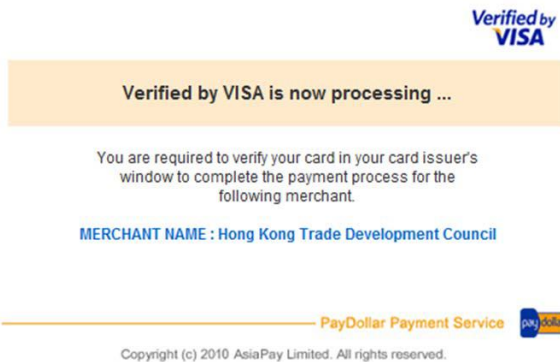 Verified by
VISA
Verified by VISA is now processing ...
You are required to verify your card in your card issuer's
window to complete the payment process for the
following merchant.
MERCHANT NAME : Hong Kong Trade Development Council
PayDollar Payment Service
pay dolla
Copyright (c) 2010 AsiaPay Limited. All rights reserved.